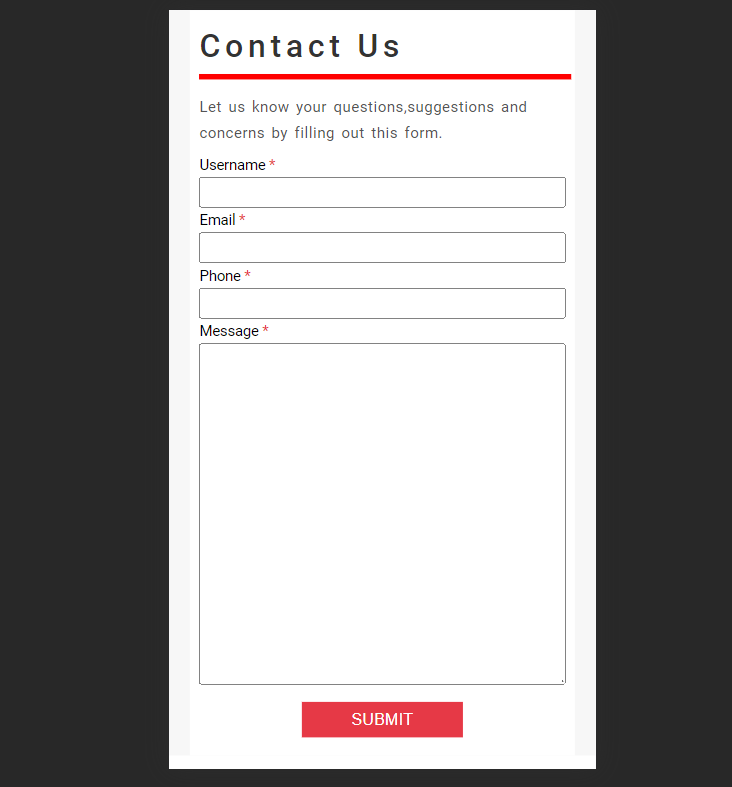 Contact Us
Let us know your questions,suggestions and
concerns by filling out this form.
Username *
Email *
Phone *
Message *
SUBMIT